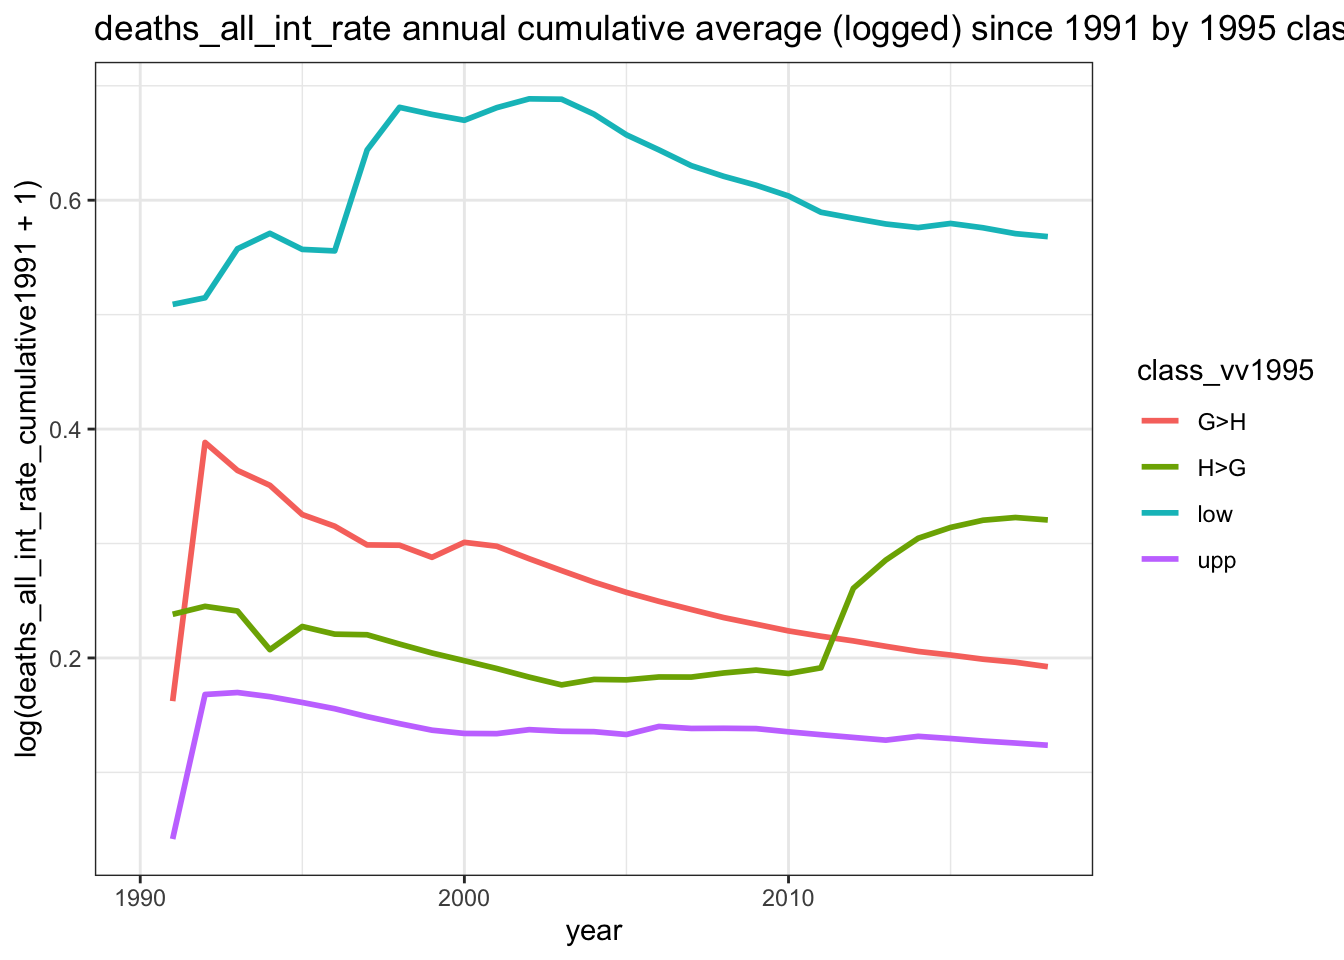 deaths_all_int_rate annual cumulative average (logged) since 1991 by 1995 clas
log(deaths_all_int_rate_cumulative1991 + 1)
0.6
0.4
0.2
1990
2000
2010
year
class_vv1995
G>H
H>G
low
upp